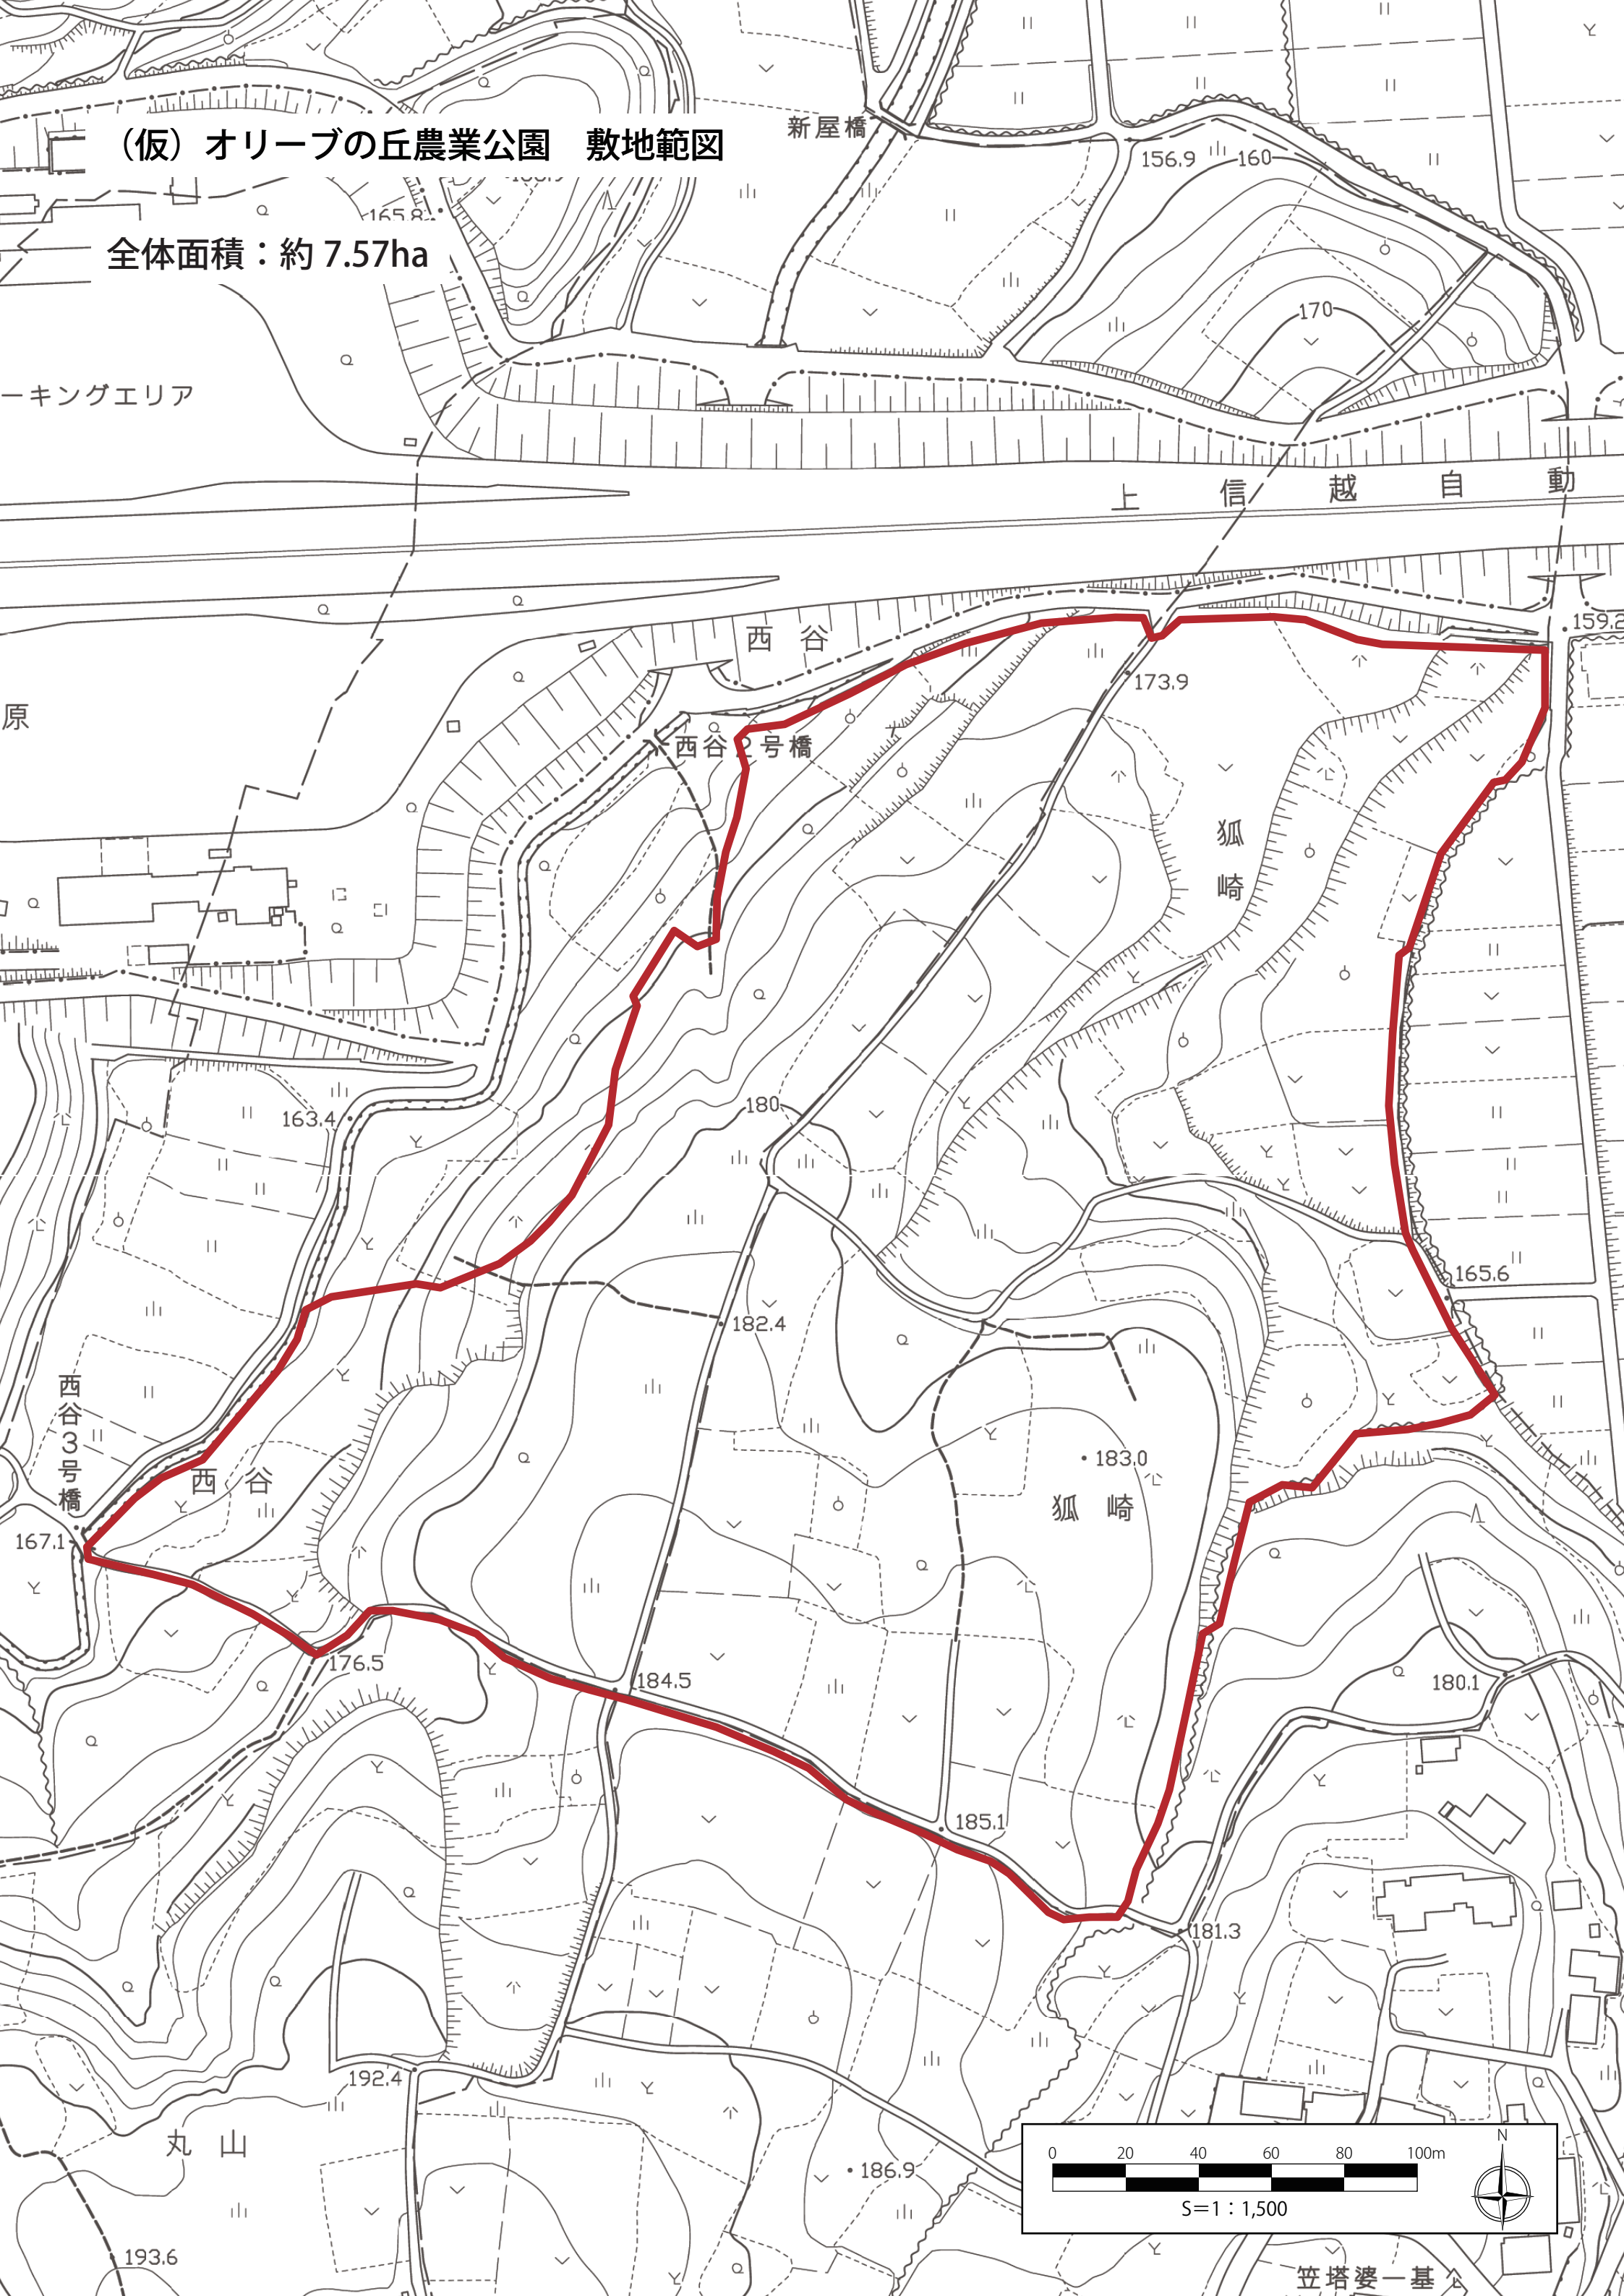 （仮）オリーブの丘農業公園　敷地範図
全体面積：約 7.57ha
新屋橋
156.9
160
165.8
170
ーキングエリア
上信越自動
159.2
西谷
173.9
原
西谷２号橋
狐崎
163.4
180
165.6
182.4
西谷３号橋
183.0
西谷
狐崎
167.1
176.5
184.5
180.1
185.1
181.3
192.4
丸山
186.9
193.6
N
0 20 40 60 80 100m
S＝1：1,500
笠塔婆一基